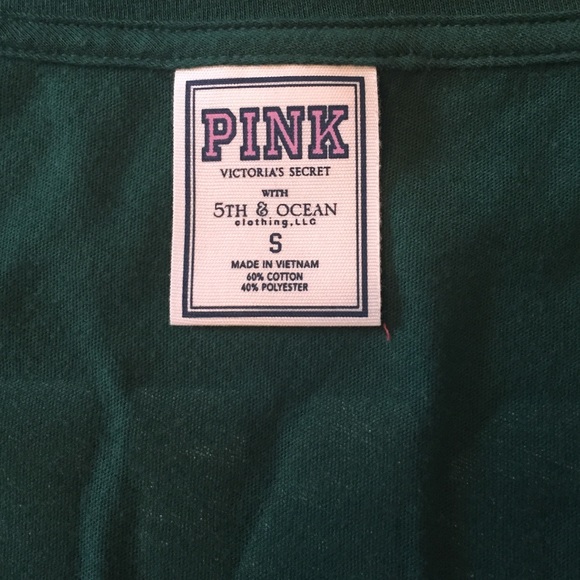 PINK
VICTORIA'S SECRET
WITH
5TH & OCEAN
clothing, LLC
S
MADE IN VIETNAM
60% COTTON
40% POLYESTER